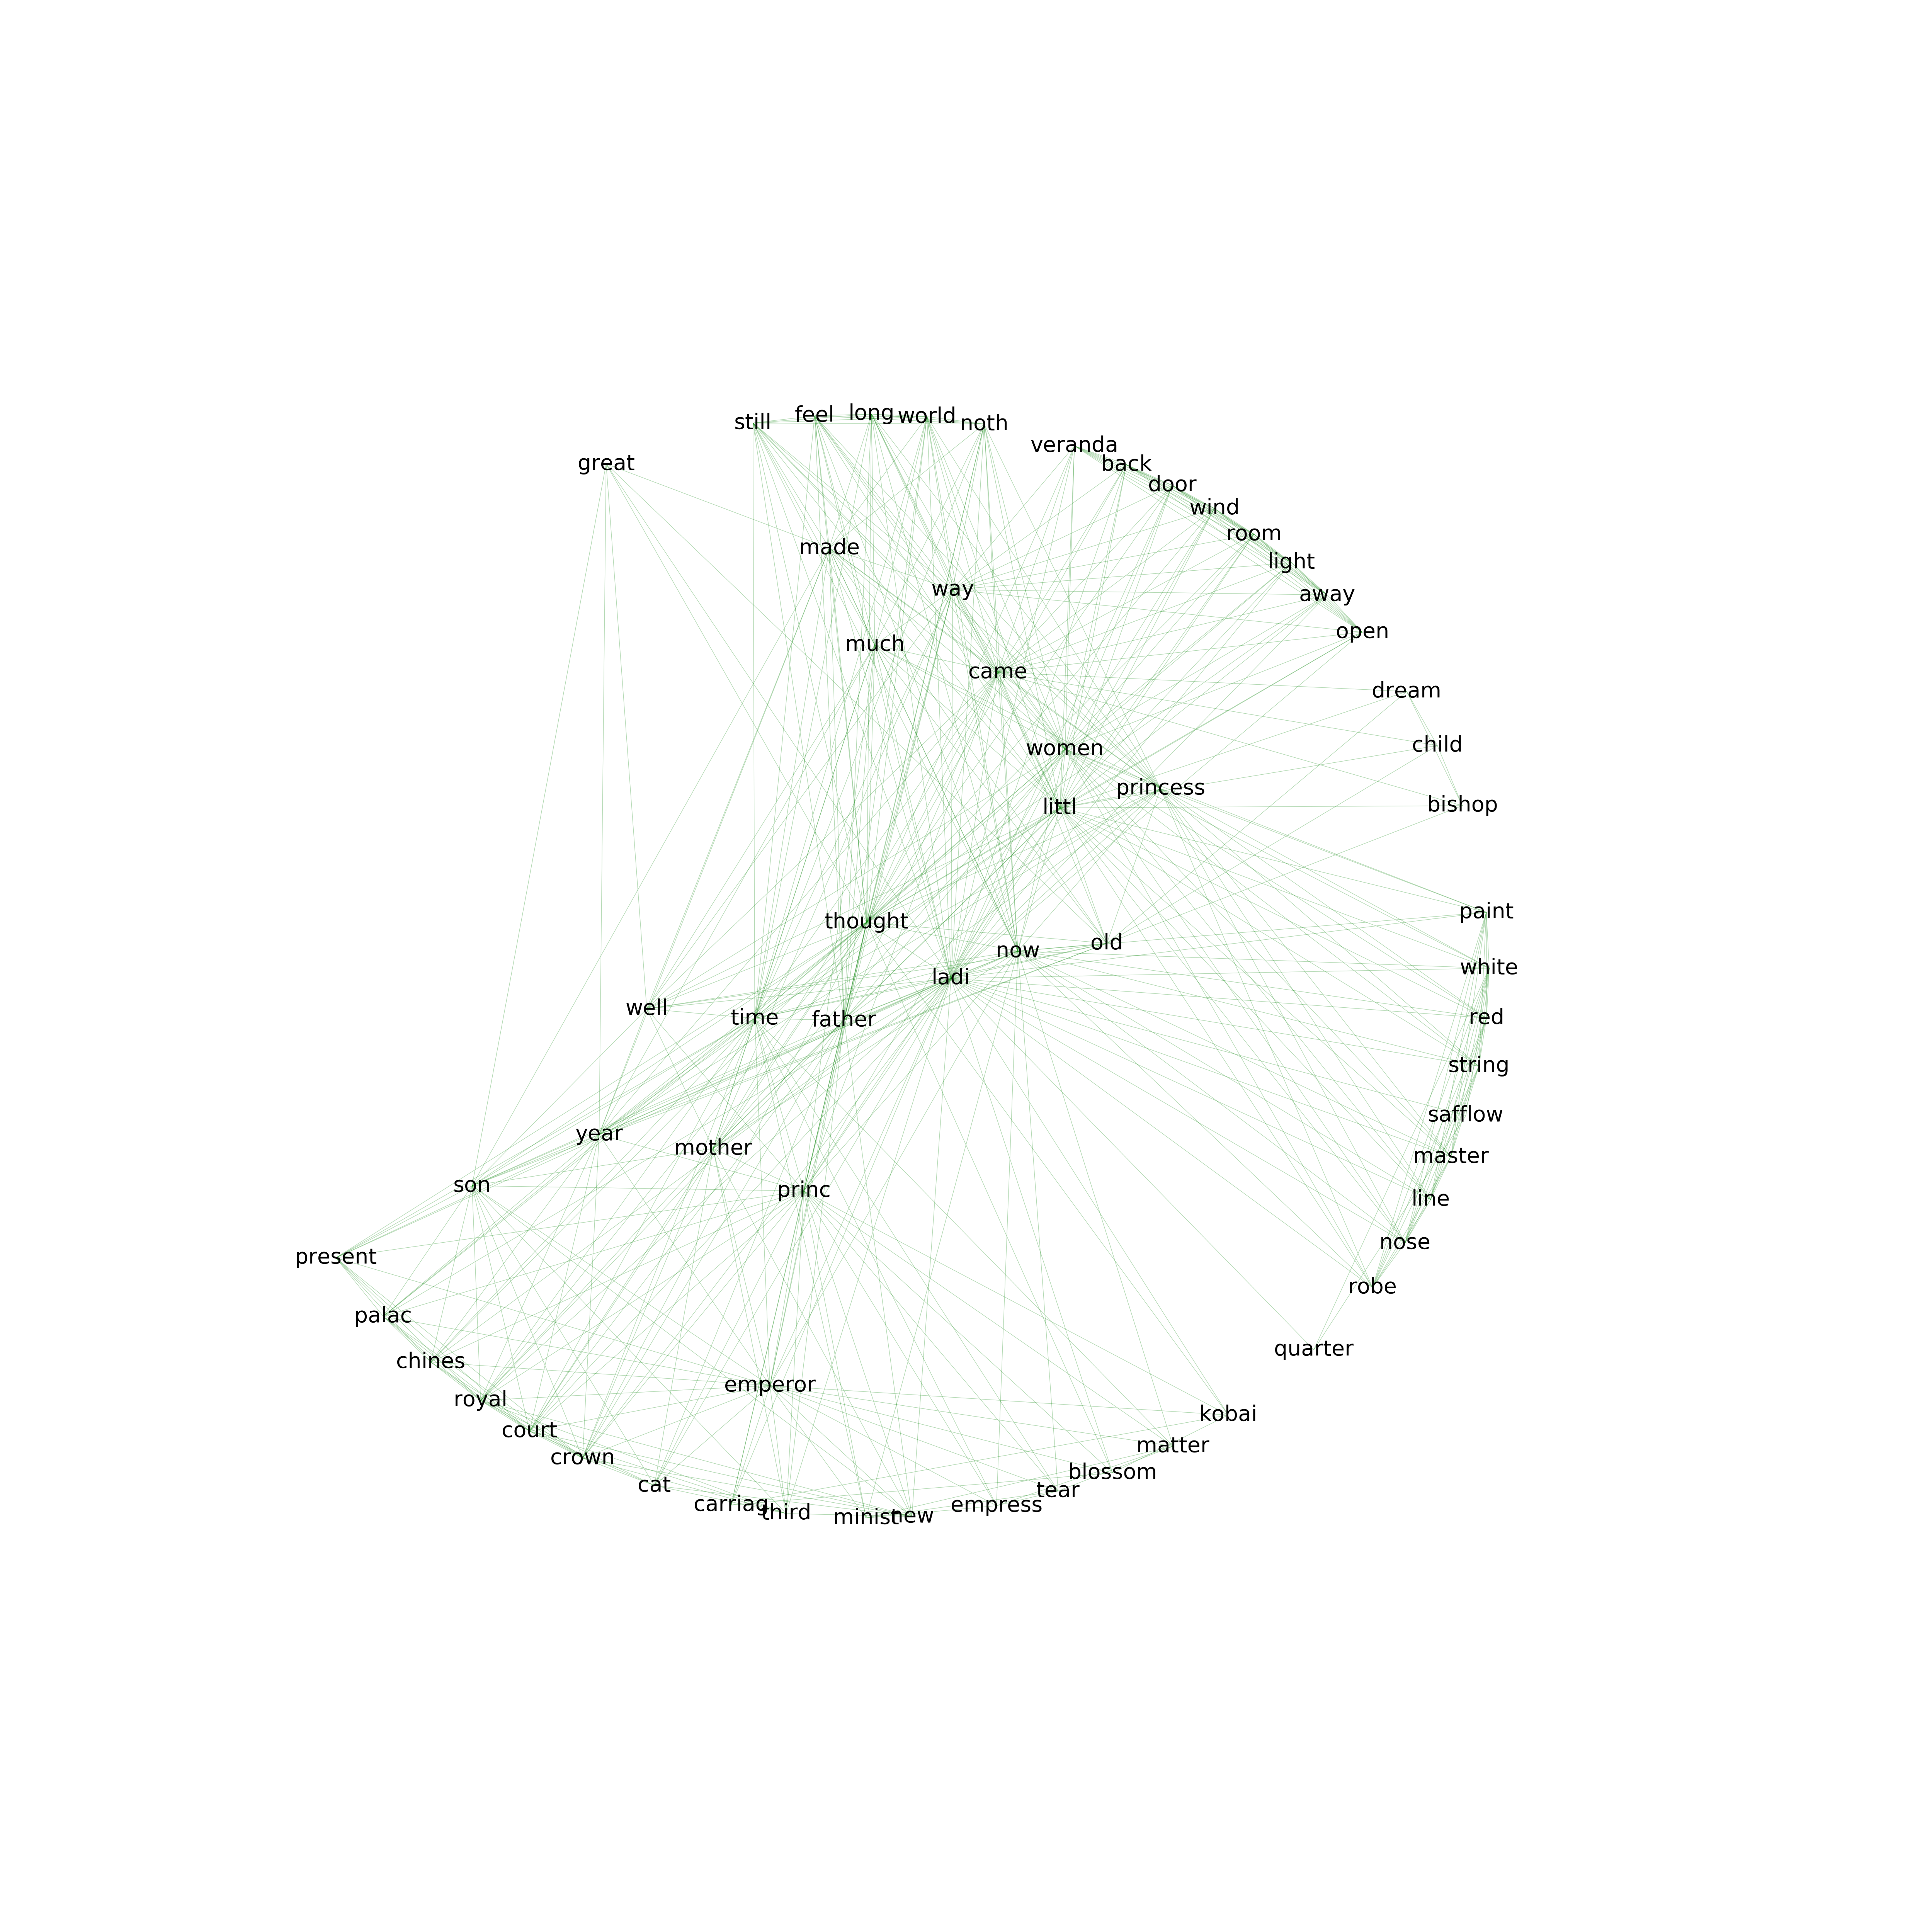 feel
long
world
still
noth
veranda
great
back
door
wind
room
made
light
way
away
open
much
came
dream
child
women
princess
bishop
littl
paint
thought
old
now
white
ladi
well
time
father
red
string
safflow
year
mother
master
son
princ
line
nose
present
robe
palac
quarter
chines
emperor
royal
kobai
court
matter
crown
blossom
cat
tear
carriag
empress
third
minist
new